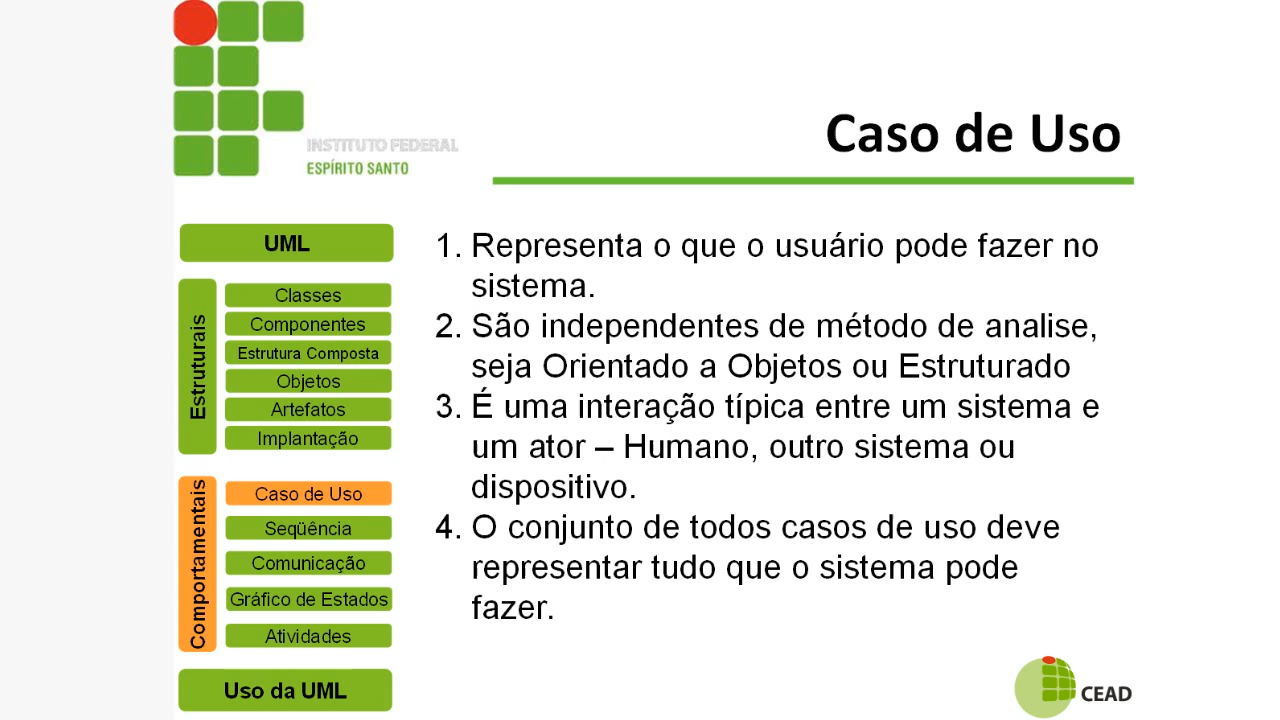 INSTITUTO FEDERAL
ESPÍRITO SANTO
Caso de Uso
UML
Estruturais
Classes
Componentes
Estrutura Composta
Objetos
Artefatos
Implantação
Comportamentais
Caso de Uso
Seqüência
Comunicação
Gráfico de Estados
Atividades
Uso da UML
1. Representa o que o usuário pode fazer no
sistema.
2. São independentes de método de analise,
seja Orientado a Objetos ou Estruturado
3. É uma interação típica entre um sistema e
um ator – Humano, outro sistema ou
dispositivo.
4. O conjunto de todos casos de uso deve
representar tudo que o sistema pode
fazer.
CEAD